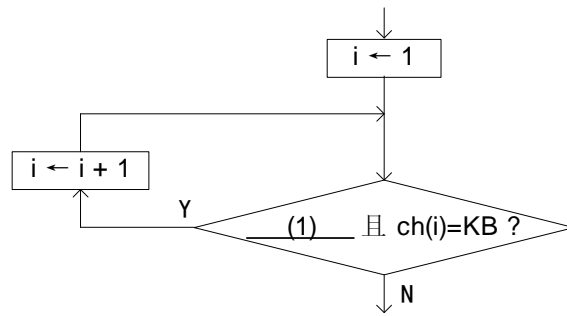 i ← 1
i ← i + 1
Y
(1) 且 ch(i)=KB ?
N